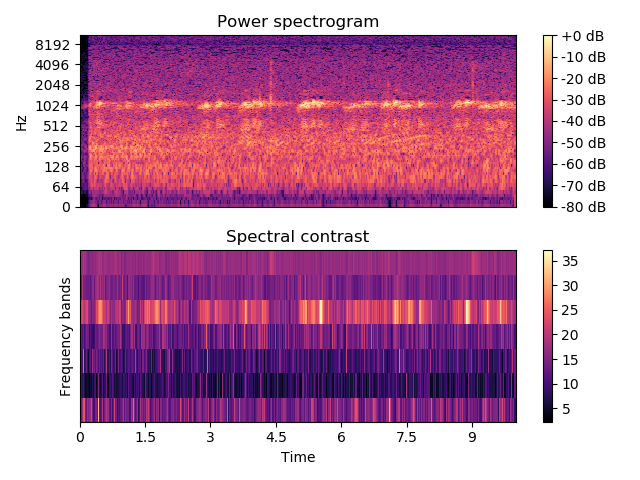 Power spectrogram
8192
4096
2048
1024
512
256
128
64
0
Hz
+0 dB
-10 dB
-20 dB
-30 dB
-40 dB
-50 dB
-60 dB
-70 dB
-80 dB
Spectral contrast
Frequency bands
35
30
25
20
15
10
5
0 1.5 3 4.5 6 7.5 9
Time